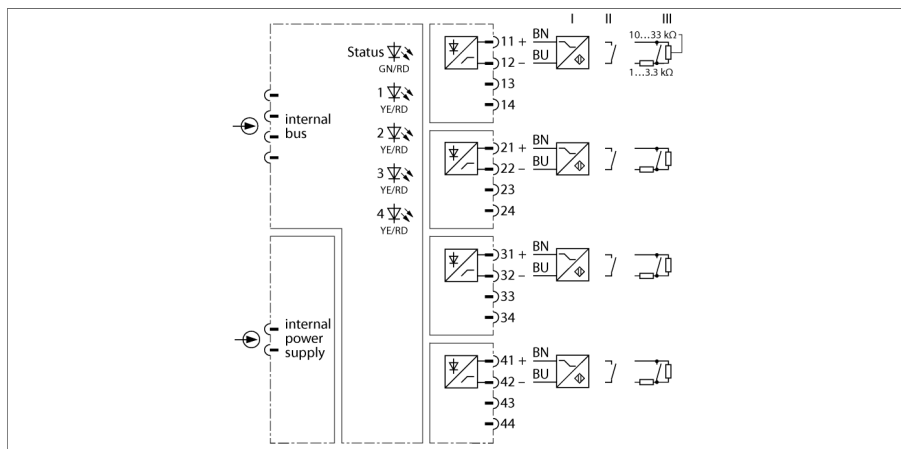 I II III
Status
GN/RD
1
YE/RD
2
YE/RD
3
YE/RD
4
YE/RD
internal
bus
internal
power
supply
11 + BN
12 – BU
13
14
10...33 kΩ
1...3.3 kΩ
21 + BN
22 – BU
23
24
31 + BN
32 – BU
33
34
41 + BN
42 – BU
43
44